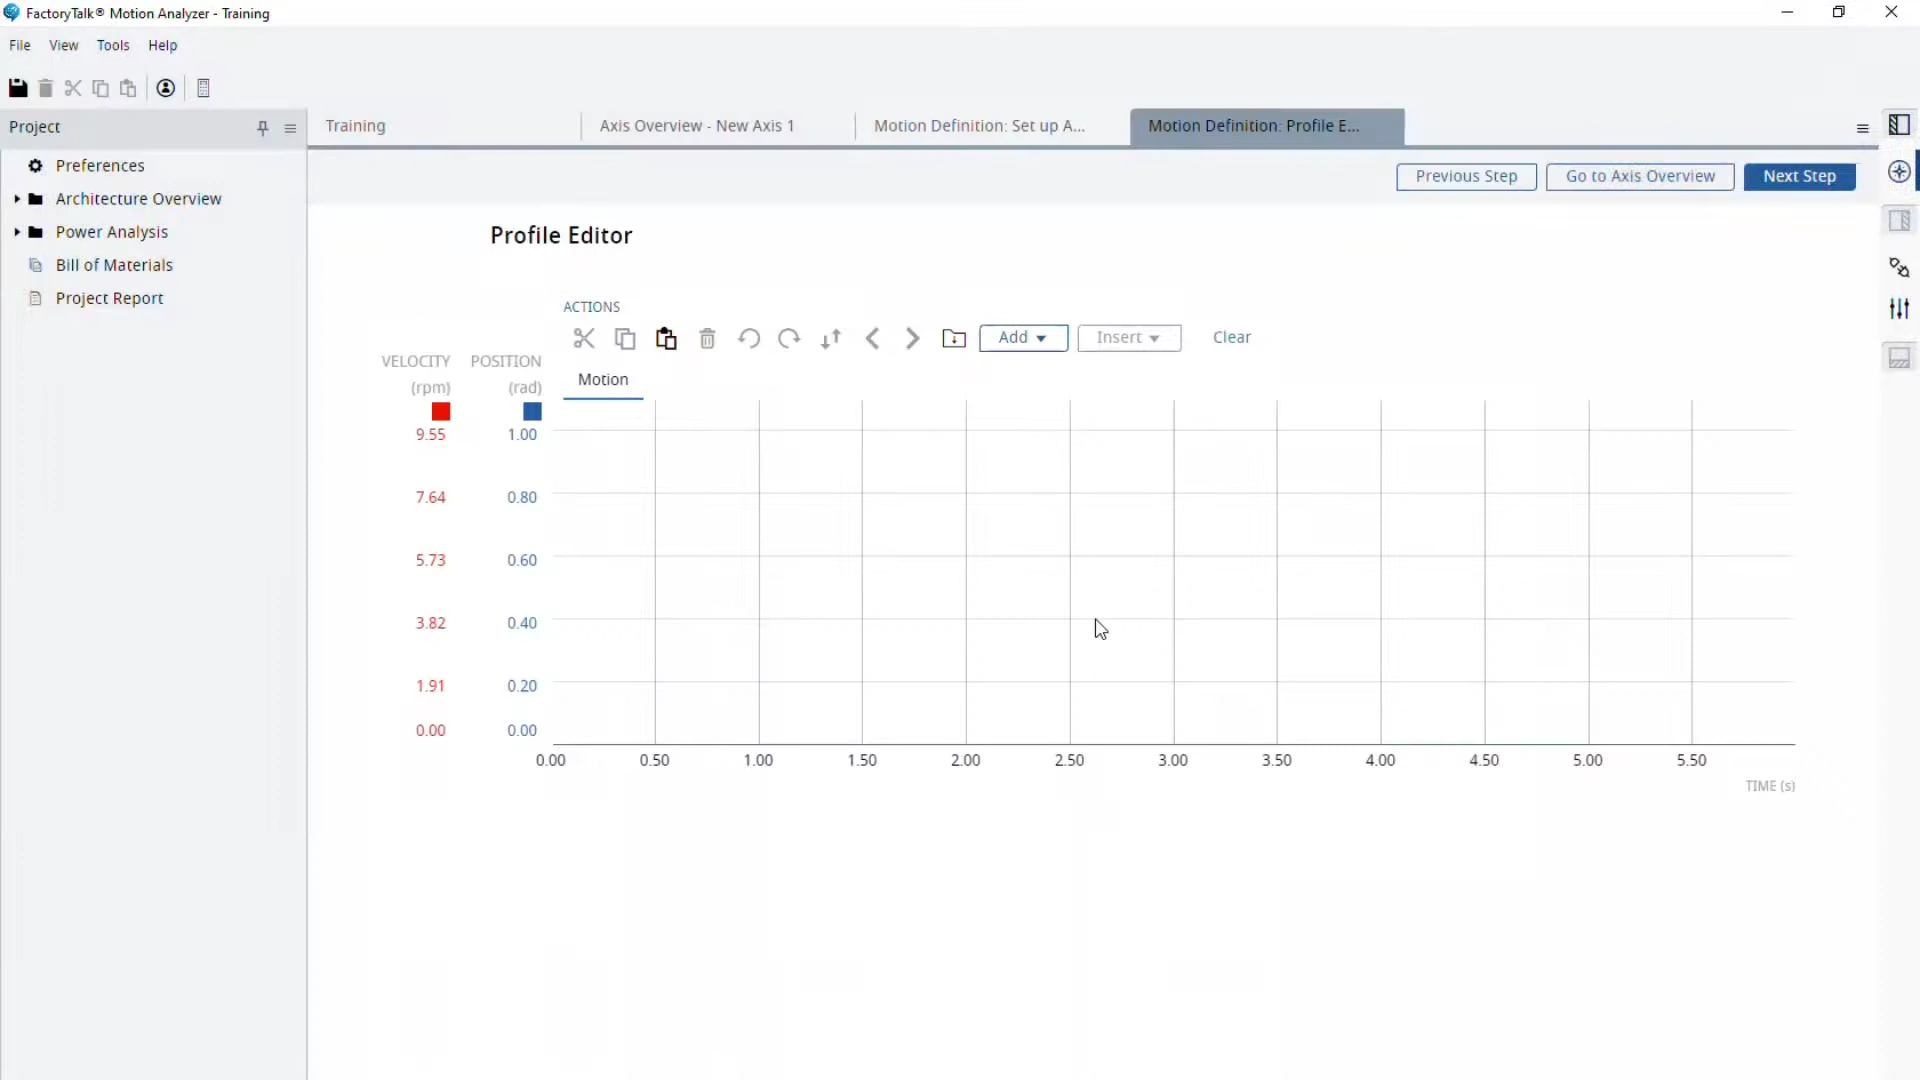 FactoryTalk® Motion Analyzer - Training
File View Tools Help
Project
Training
Axis Overview - New Axis 1
Motion Definition: Set up A...
Motion Definition: Profile E...
Preferences
Architecture Overview
Power Analysis
Bill of Materials
Project Report
Previous Step
Go to Axis Overview
Next Step
Profile Editor
ACTIONS
Add
Insert
Clear
VELOCITY POSITION
(rpm) (rad)
Motion
9.55 1.00
7.64 0.80
5.73 0.60
3.82 0.40
1.91 0.20
0.00 0.00
0.00 0.50 1.00 1.50 2.00 2.50 3.00 3.50 4.00 4.50 5.00 5.50
TIME (s)